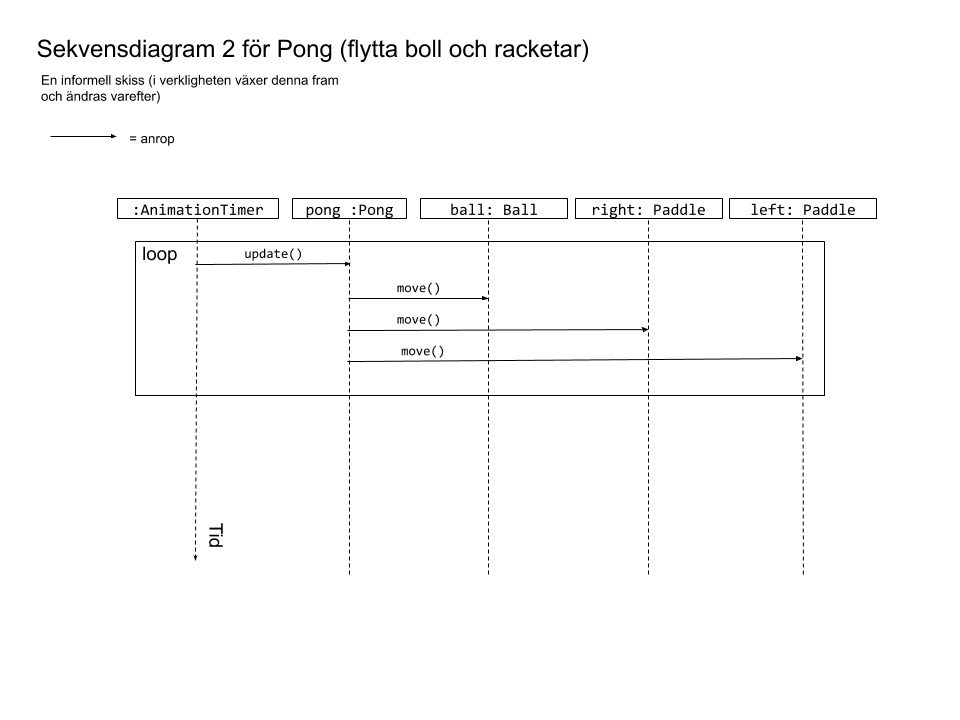 Sekvensdiagram 2 för Pong (flytta boll och racketar)
En informell skiss (i verkligheten växer denna fram
och ändras varefter)
= anrop
:AnimationTimer
pong :Pong
ball: Ball
right: Paddle
left: Paddle
loop
update()
move()
move()
move()
Tid